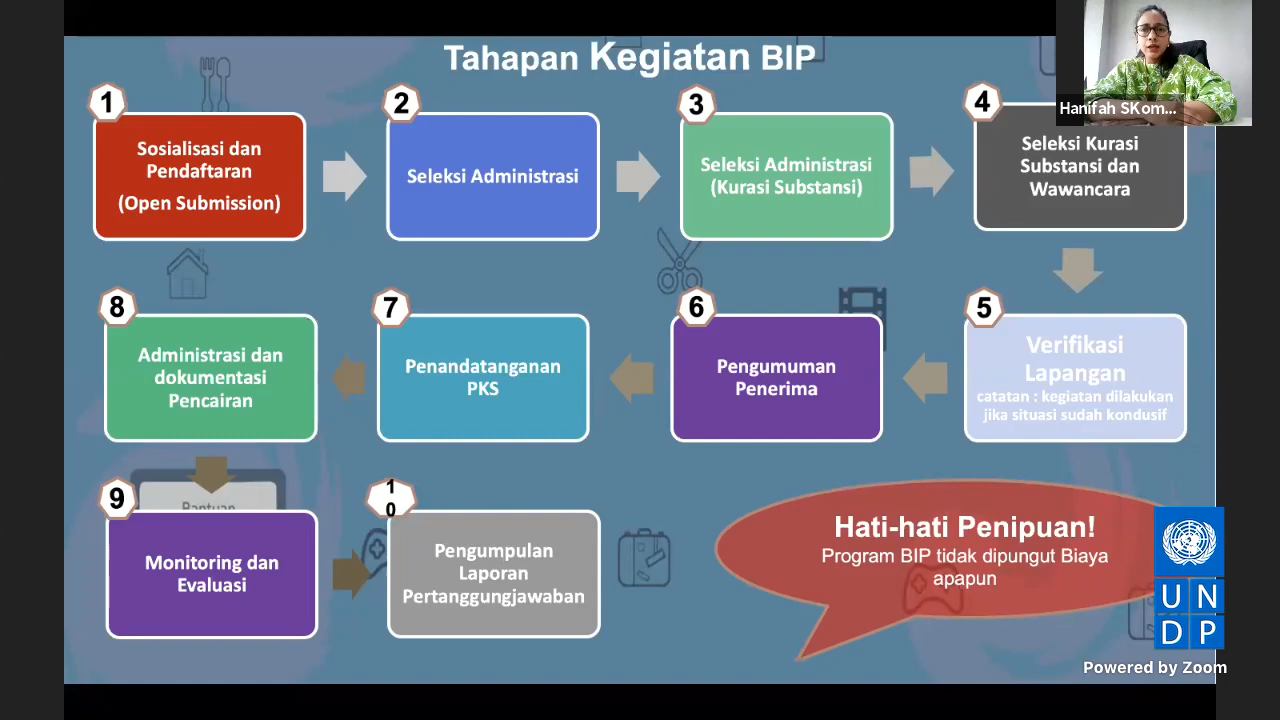 Tahapan Kegiatan BIP
Hanifah SKom...
1
Sosialisasi dan
Pendaftaran
(Open Submission)
2
Seleksi Administrasi
3
Seleksi Administrasi
(Kurasi Substansi)
4
Seleksi Kurasi
Substansi dan
Wawancara
5
Verifikasi
Lapangan
catatan : kegiatan dilakukan
jika situasi sudah kondusif
6
Pengumuman
Penerima
7
Penandatanganan
PKS
8
Administrasi dan
dokumentasi
Pencairan
Bantuan
9
Monitoring dan
Evaluasi
1
0
Pengumpulan
Laporan
Pertanggungjawaban
Hati-hati Penipuan!
Program BIP tidak dipungut Biaya
apapun
U N
D P
Powered by Zoom